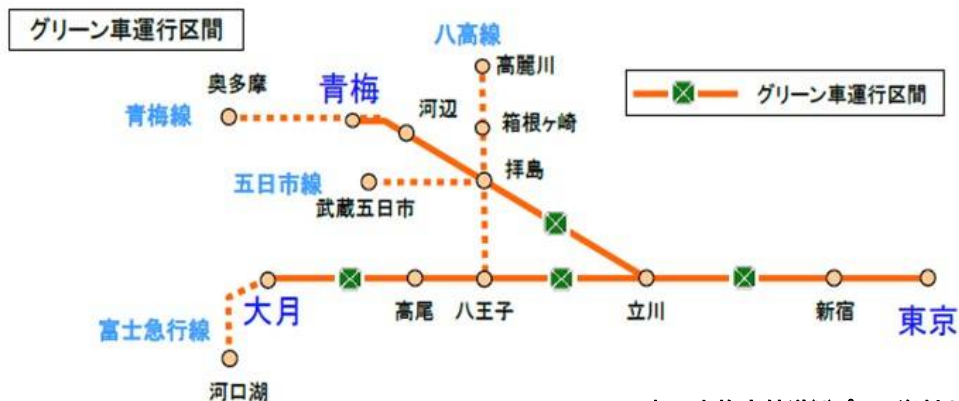 グリーン車運行区間
八高線
高麗川
奥多摩
青梅
河辺
グリーン車運行区間
青梅線
箱根ヶ崎
拝島
五日市線
武蔵五日市
大月
高尾
八王子
立川
新宿
東京
富士急行線
河口湖